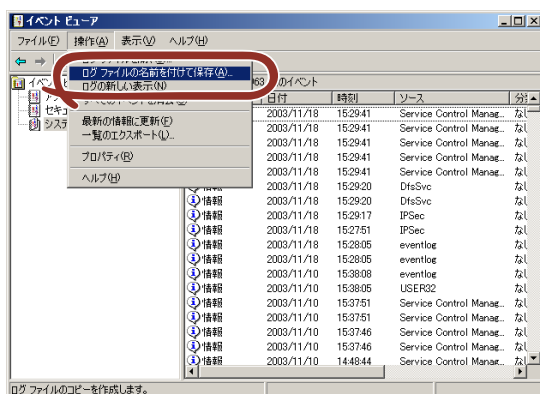 イベント ビューア
ファイル(F) 操作(A) 表示(V) ヘルプ(H)
ログ ファイルの名前を付けて保存(A)...
ログの新しい表示(N)
最新の情報に更新(F)
一覧のエクスポート(L)...
プロパティ(R)
ヘルプ(H)
のイベント
日付 時刻 ソース
2003/11/18 15:29:41 Service Control Manag...
2003/11/18 15:29:41 Service Control Manag...
2003/11/18 15:29:41 Service Control Manag...
2003/11/18 15:29:41 Service Control Manag...
情報 2003/11/18 15:29:20 DfsSvc
情報 2003/11/18 15:29:20 DfsSvc
情報 2003/11/18 15:29:17 IPSec
情報 2003/11/18 15:27:51 IPSec
情報 2003/11/18 15:28:05 eventlog
情報 2003/11/18 15:28:05 eventlog
情報 2003/11/10 15:38:08 eventlog
情報 2003/11/10 15:38:05 USER32
情報 2003/11/10 15:37:51 Service Control Manag...
情報 2003/11/10 15:37:51 Service Control Manag...
情報 2003/11/10 15:37:46 Service Control Manag...
情報 2003/11/10 15:37:46 Service Control Manag...
情報 2003/11/10 14:48:44 Service Control Manag...
ログ ファイルのコピーを作成します。